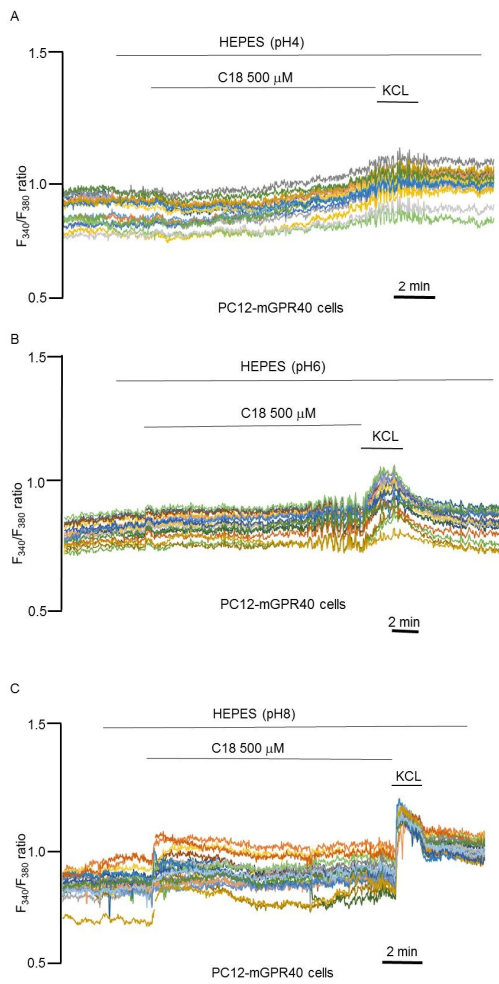 A
HEPES (pH4)
1.5
C18 500 μM
KCL
1.0
F340/F380 ratio
2 min
0.5
PC12-mGPR40 cells
B
1.5
HEPES (pH6)
C18 500 μM
KCL
1.0
F340/F380 ratio
0.5
PC12-mGPR40 cells
2 min
C
HEPES (pH8)
1.5
C18 500 μM
KCL
1.0
F340/F380 ratio
2 min
0.5
PC12-mGPR40 cells